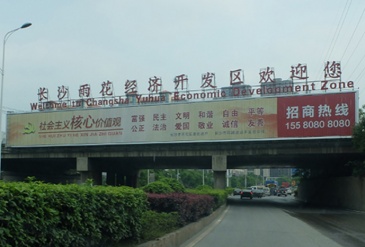 长沙雨花经济开发区欢迎您
Welcome to Changsha Yuhua Economic Development Zone
社会主义核心价值观
富强 民主 文明 和谐 自由 平等
公正 法治 爱国 敬业 诚信 友善
招商热线
155 8080 8080